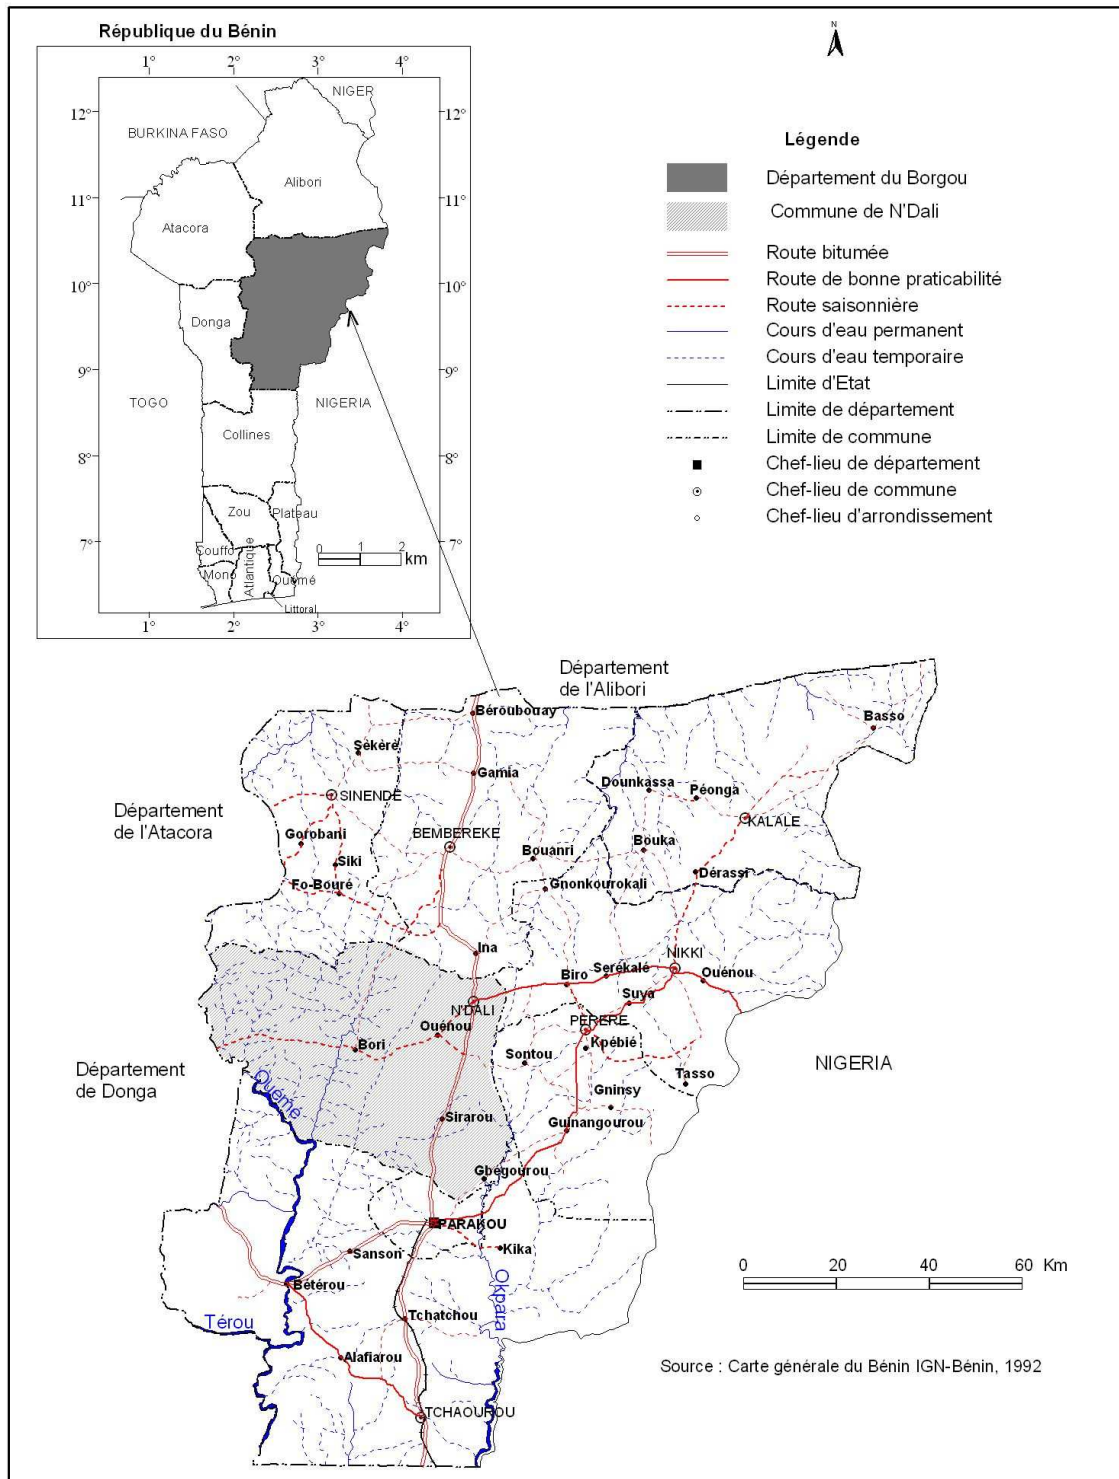 République du Bénin
N
1° 2° 3° 4°
12°
12°
11°
11°
10°
10°
9°
9°
8°
8°
7°
7°
1° 2° 3° 4°
NIGER
BURKINA FASO
Alibori
Atacora
Donga
TOGO
NIGERIA
Collines
Zou
Plateau
Couffo
Mono
Atlantique
Ouémé
Littoral
0 1 2
km
Légende
Département du Borgou
Commune de N'Dali
Route bitumée
Route de bonne praticabilité
Route saisonnière
Cours d'eau permanent
Cours d'eau temporaire
Limite d'Etat
Limite de département
Limite de commune
Chef-lieu de département
Chef-lieu de commune
Chef-lieu d'arrondissement
Département
de l'Alibori
Béroubouay
Basso
Sékérè
Gamia
Dounkassa
Péonga
SINENDE
KALALE
Département
de l'Atacora
BEMBEREKE
Gorobani
Bouka
Bouanri
Siki
Dérassi
Fo-Bouré
Gnonkourokali
Ina
NIKKI
Biro
Serékalé
Ouénou
N'DALI
Suya
PERERE
Ouénou
Kpébié
Bori
Sontou
NIGERIA
Département
de Donga
Tasso
Ouémé
Gninsy
Sirarou
Guinangourou
Gbégourou
PARAKOU
Sanson
Kika
0 20 40 60 Km
Bétérou
Okpara
Térou
Tchatchou
Alafiarou
Source : Carte générale du Bénin IGN-Bénin, 1992
TCHAOUROU